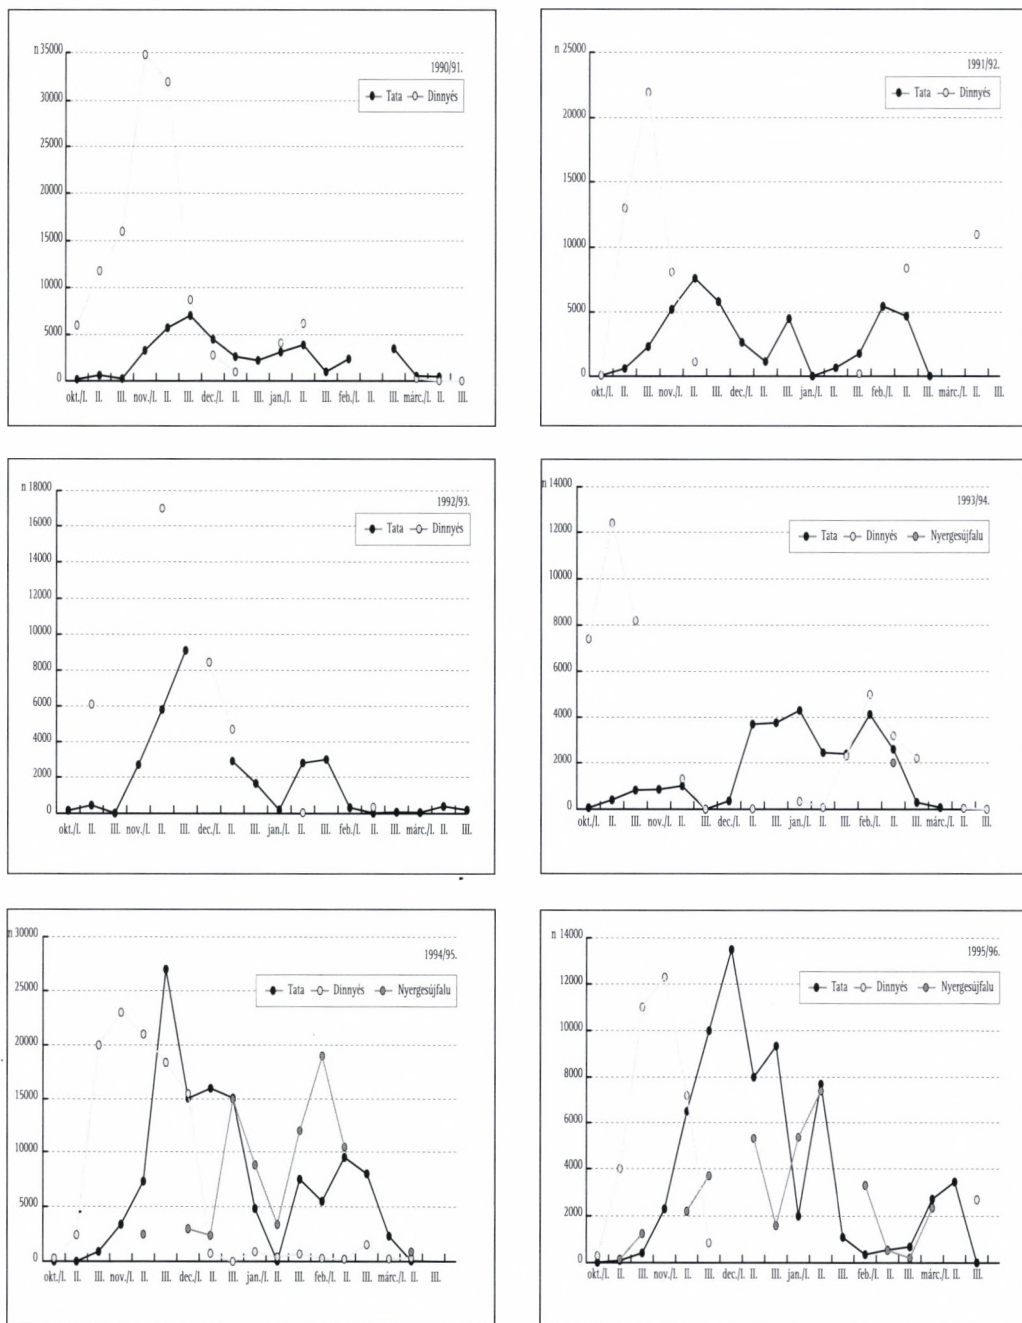 n 35000
30000
25000
20000
15000
10000
5000
0
1990/91.
Tata Dinnyés
okt./I. II. III. nov./I. II. III. dec./I. II. III. jan./I. II. III. feb./I. II. III. márc./I. II. III.
25000
20000
15000
10000
5000
0
1991/92.
Tata Dinnyés
okt./I. II. III. nov./I. II. III. dec./I. II. III. jan./I. II. III. feb./I. II. III. márc./I. II. III.
n 18000
16000
14000
12000
10000
8000
6000
4000
2000
0
1992/93.
Tata Dinnyés
okt./I. II. III. nov./I. II. III. dec./I. II. III. jan./I. II. III. feb./I. II. III. márc./I. II. III.
n 14000
12000
10000
8000
6000
4000
2000
0
1993/94.
Tata Dinnyés Nyergesújfalu
okt./I. II. III. nov./I. II. III. dec./I. II. III. jan./I. II. III. feb./I. II. III. márc./I. II. III.
n 30000
25000
20000
15000
10000
5000
0
1994/95.
Tata Dinnyés Nyergesújfalu
okt./I. II. III. nov./I. II. III. dec./I. II. III. jan./I. II. III. feb./I. II. III. márc./I. II. III.
n 14000
12000
10000
8000
6000
4000
2000
0
1995/96.
Tata Dinnyés Nyergesújfalu
okt./I. II. III. nov./I. II. III. dec./I. II. III. jan./I. II. III. feb./I. II. III. márc./I. II. III.